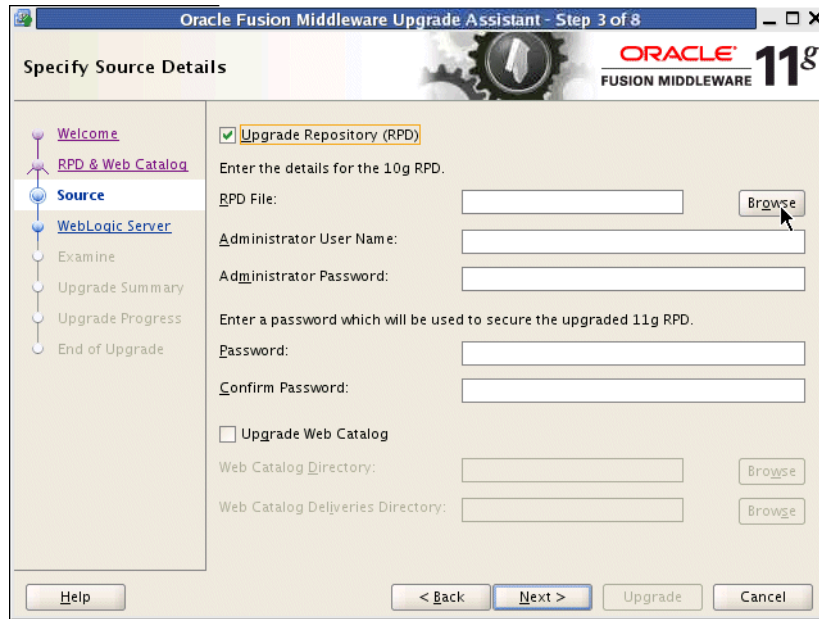 Oracle Fusion Middleware Upgrade Assistant - Step 3 of 8
Specify Source Details
ORACLE
FUSION MIDDLEWARE 11g
Welcome
RPD & Web Catalog
Source
WebLogic Server
Examine
Upgrade Summary
Upgrade Progress
End of Upgrade
Upgrade Repository (RPD)
Enter the details for the 10g RPD.
RPD File: Browse
Administrator User Name:
Administrator Password:
Enter a password which will be used to secure the upgraded 11g RPD.
Password:
Confirm Password:
Upgrade Web Catalog
Web Catalog Directory: Browse
Web Catalog Deliveries Directory: Browse
Help < Back Next > Upgrade Cancel